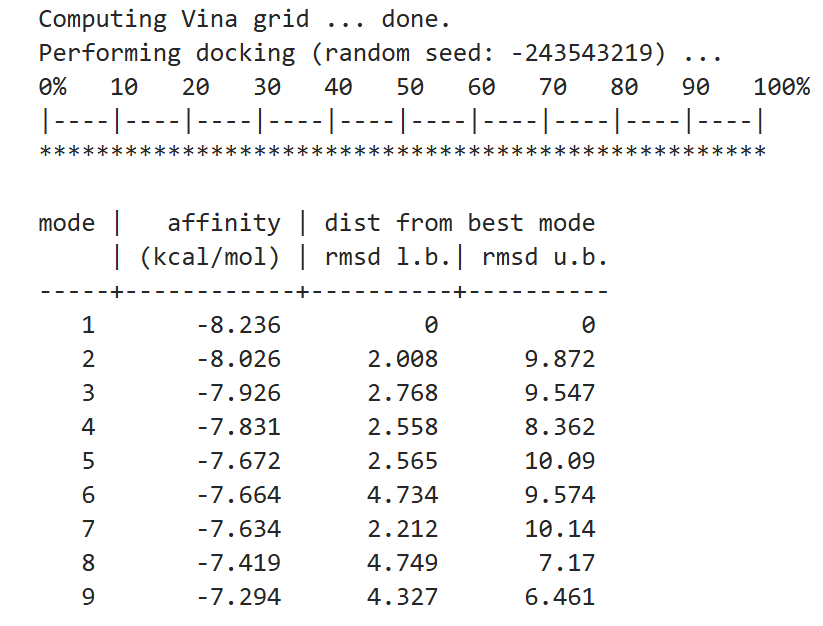 Computing Vina grid ... done.
Performing docking (random seed: -243543219) ...
0%   10   20   30   40   50   60   70   80   90   100%
|----|----|----|----|----|----|----|----|----|----|
***************************************************
mode |   affinity | dist from best mode
     | (kcal/mol) | rmsd l.b.| rmsd u.b.
-----+------------+----------+----------
   1       -8.236          0          0
   2       -8.026      2.008      9.872
   3       -7.926      2.768      9.547
   4       -7.831      2.558      8.362
   5       -7.672      2.565      10.09
   6       -7.664      4.734      9.574
   7       -7.634      2.212      10.14
   8       -7.419      4.749       7.17
   9       -7.294      4.327      6.461